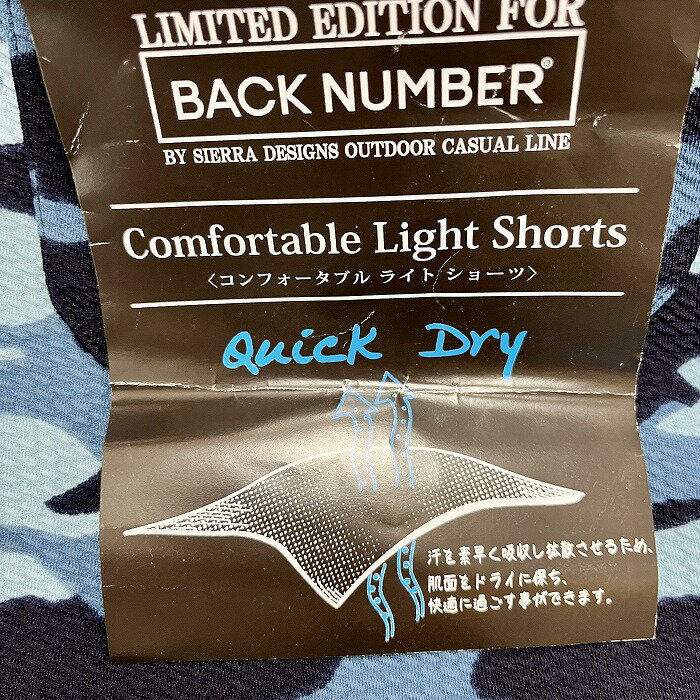 LIMITED EDITION FOR
BACK NUMBER®
BY SIERRA DESIGNS OUTDOOR CASUAL LINE
Comfortable Light Shorts
〈コンフォータブル ライト ショーツ〉
Quick Dry
汗を素早く吸収し拡散させるため、
肌面をドライに保ち、
快適に過ごす事ができます。